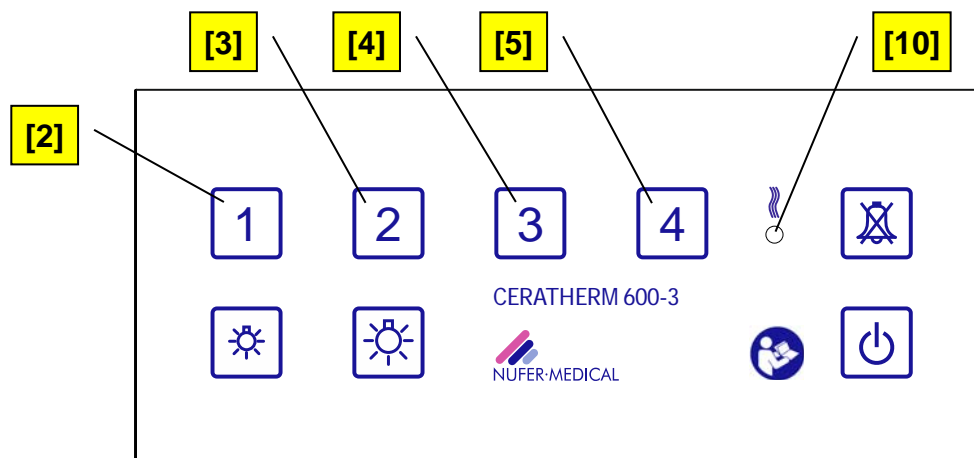 [3] [4] [5] [10]
[2]
1 2 3 4
CERATHERM 600-3
NUFER·MEDICAL